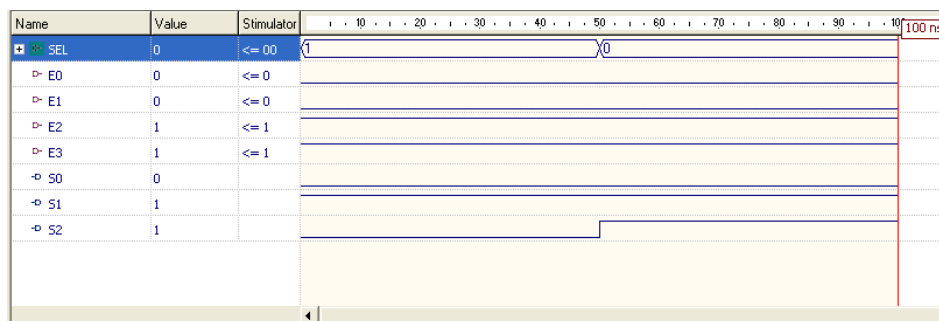 Name Value Stimulator 10 20 30 40 50 60 70 80 90 100 ns
SEL 0 <= 00 1 0
E0 0 <= 0
E1 0 <= 0
E2 1 <= 1
E3 1 <= 1
S0 0
S1 1
S2 1